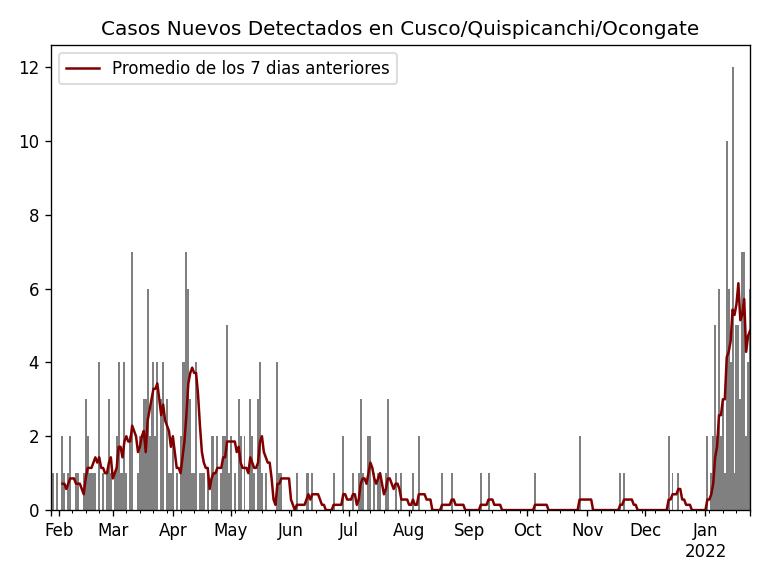 Casos Nuevos Detectados en Cusco/Quispicanchi/Ocongate
Promedio de los 7 dias anteriores
12
10
8
6
4
2
0
Feb Mar Apr May Jun Jul Aug Sep Oct Nov Dec Jan
2022